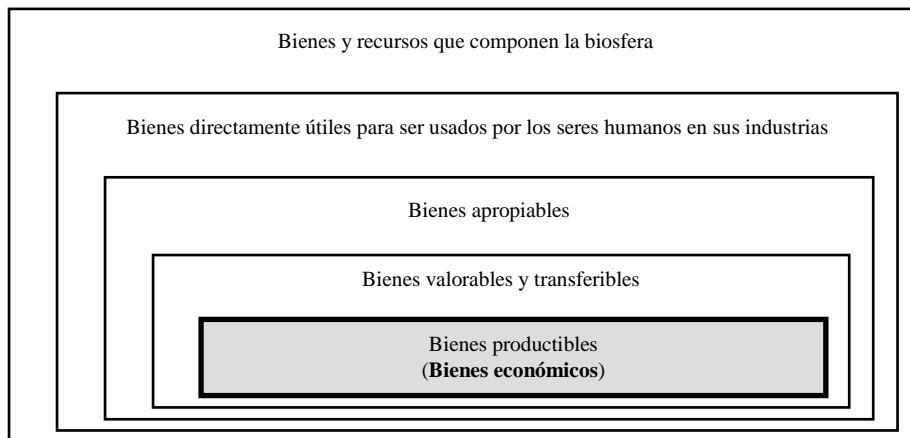 Bienes y recursos que componen la biosfera
Bienes directamente útiles para ser usados por los seres humanos en sus industrias
Bienes apropiables
Bienes valorables y transferibles
Bienes productibles
(Bienes económicos)